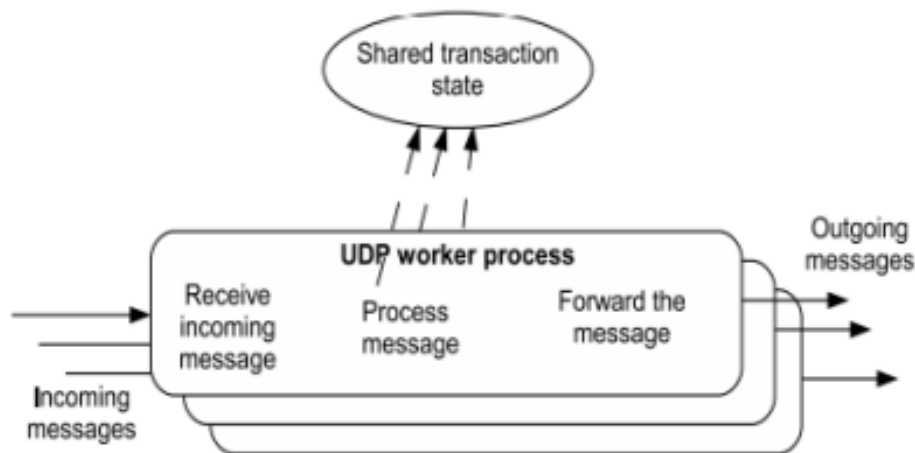 Shared transaction
state
UDP worker process
Receive
incoming
message
Process
message
Forward the
message
Outgoing
messages
Incoming
messages